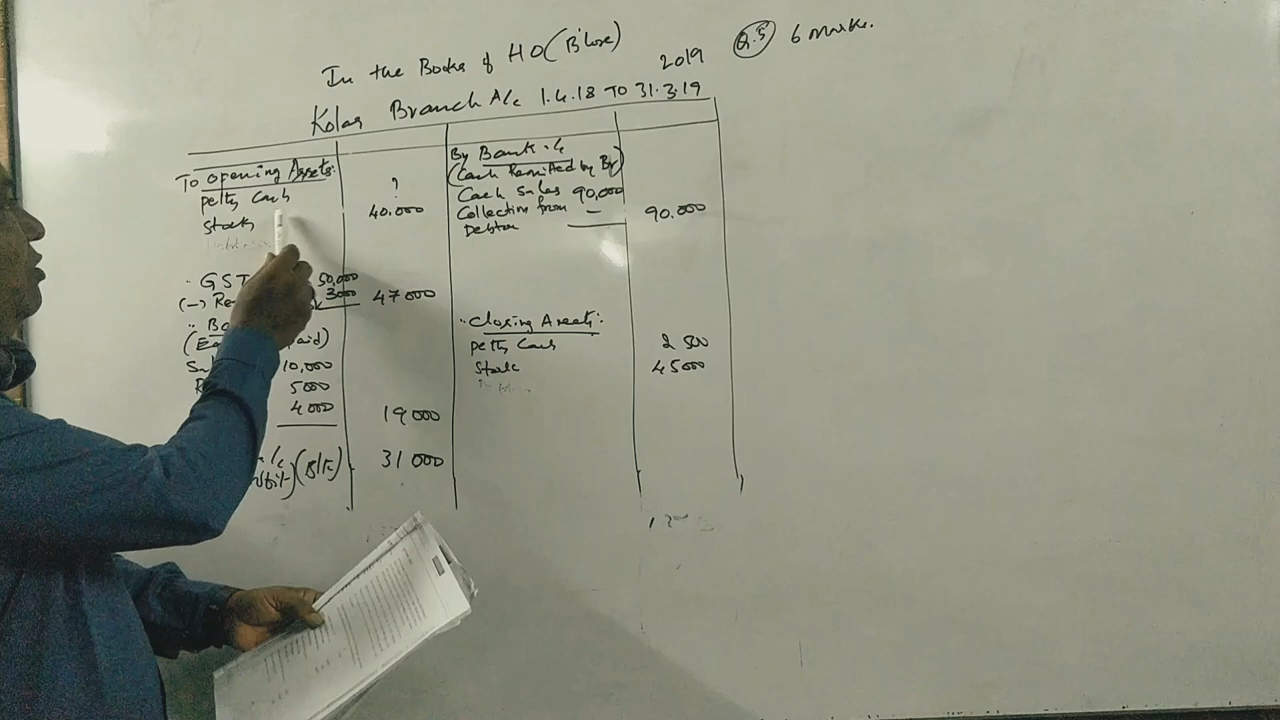 In the Books of HO (B'lore)
Q.5 6 marks.
2019
Kolar Branch A/c 1.4.18 TO 31.3.19
To opening Assets:
Petty Cash ?
Stock 40.000
GST 50,000
(-) Re 3000 47000
10,000
5000
4000 19000
(B/F) 31000
By Bank A/c
(Cash Remitted by Br)
Cash Sales 90,000
Collection from —
Debtor 90.000
Closing Assets:
Petty Cash 2500
Stock 45000